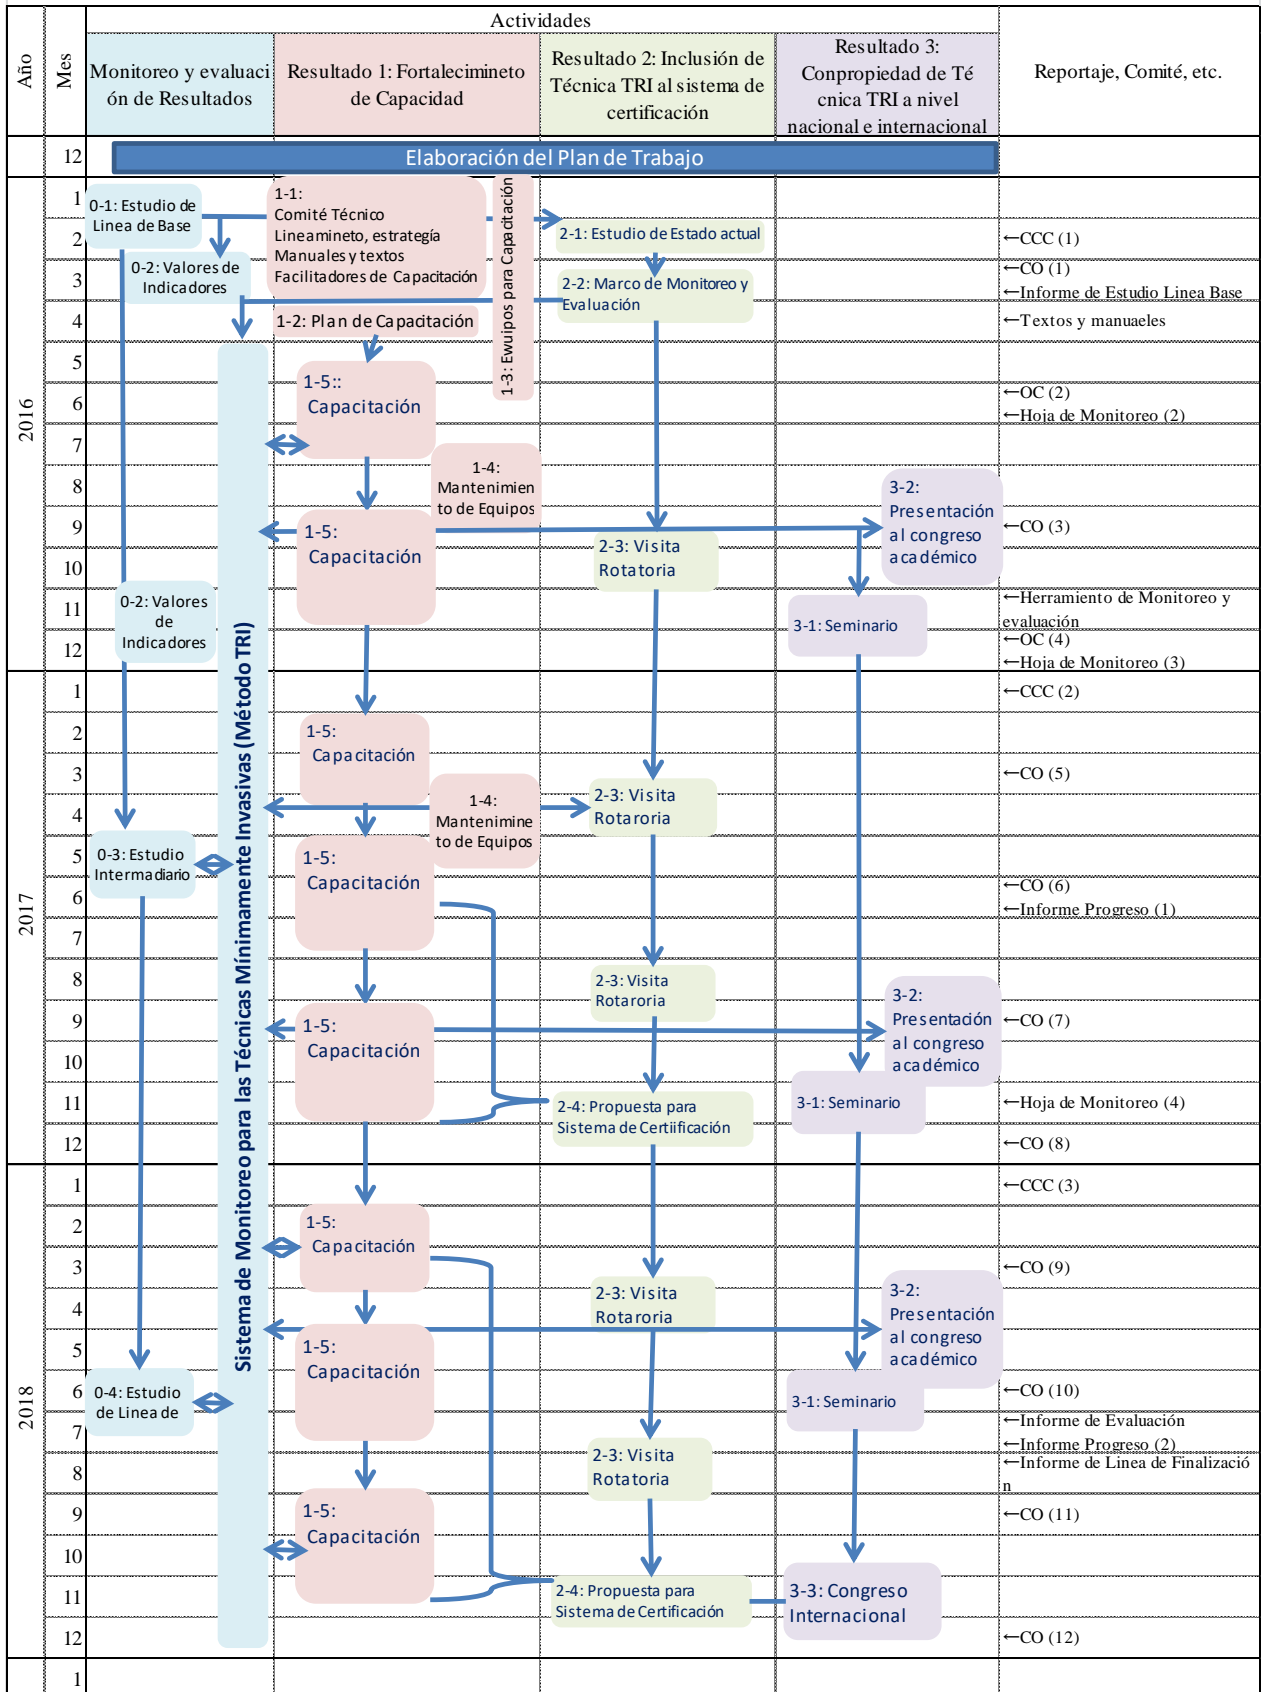 Actividades
Año
Mes
Monitoreo y evaluaci
ón de Resultados
Resultado 1: Fortalecimineto
de Capacidad
Resultado 2: Inclusión de
Técnica TRI al sistema de
certificación
Resultado 3:
Conpropiedad de Té
cnica TRI a nivel
nacional e internacional
Reportaje, Comité, etc.
12
Elaboración del Plan de Trabajo
2016
1
0-1: Estudio de
Linea de Base
1-1:
Comité Técnico
Lineamineto, estrategía
Manuales y textos
Facilitadores de Capacitación
1-3: Ewuipos para Capacitación
2
2-1: Estudio de Estado actual
←CCC (1)
0-2: Valores de
Indicadores
3
2-2: Marco de Monitoreo y
Evaluación
←CO (1)
←Informe de Estudio Linea Base
4
1-2: Plan de Capacitación
←Textos y manuaeles
Sistema de Monitoreo para las Técnicas Mínimamente Invasivas (Método TRI)
5
1-5::
Capacitación
6
←OC (2)
←Hoja de Monitoreo (2)
7
1-4:
Mantenimien
to de Equipos
8
3-2:
Presentación
al congreso
académico
9
1-5:
Capacitación
←CO (3)
2-3: Visita
Rotatoria
10
0-2: Valores
de
Indicadores
11
3-1: Seminario
←Herramiento de Monitoreo y
evaluación
12
←OC (4)
←Hoja de Monitoreo (3)
2017
1
←CCC (2)
2
1-5:
Capacitación
3
←CO (5)
1-4:
Mantenimine
to de Equipos
2-3: Visita
Rotaroria
4
5
0-3: Estudio
Intermadiario
1-5:
Capacitación
6
←CO (6)
←Informe Progreso (1)
7
8
2-3: Visita
Rotaroria
3-2:
Presentación
al congreso
académico
9
1-5:
Capacitación
←CO (7)
10
11
2-4: Propuesta para
Sistema de Certiificación
3-1: Seminario
←Hoja de Monitoreo (4)
12
←CO (8)
2018
1
←CCC (3)
2
1-5:
Capacitación
3
←CO (9)
2-3: Visita
Rotaroria
3-2:
Presentación
al congreso
académico
4
5
1-5:
Capacitación
6
0-4: Estudio
de Linea de
3-1: Seminario
←CO (10)
7
←Informe de Evaluación
←Informe Progreso (2)
2-3: Visita
Rotatoria
8
←Informe de Linea de Finalizació
n
9
1-5:
Capacitación
←CO (11)
10
11
2-4: Propuesta para
Sistema de Certificación
3-3: Congreso
Internacional
12
←CO (12)
1